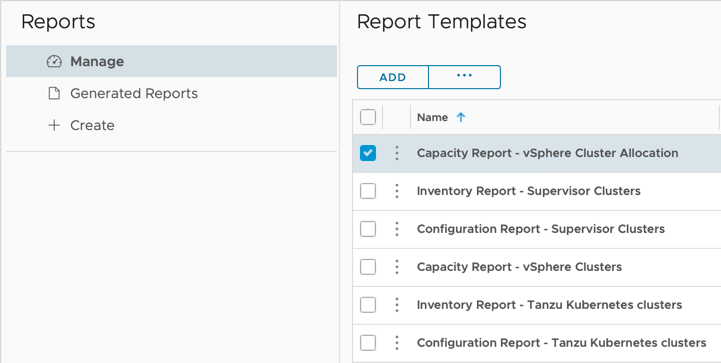 Reports
Manage
Generated Reports
Create
Report Templates
ADD
Name
Capacity Report - vSphere Cluster Allocation
Inventory Report - Supervisor Clusters
Configuration Report - Supervisor Clusters
Capacity Report - vSphere Clusters
Inventory Report - Tanzu Kubernetes clusters
Configuration Report - Tanzu Kubernetes clusters